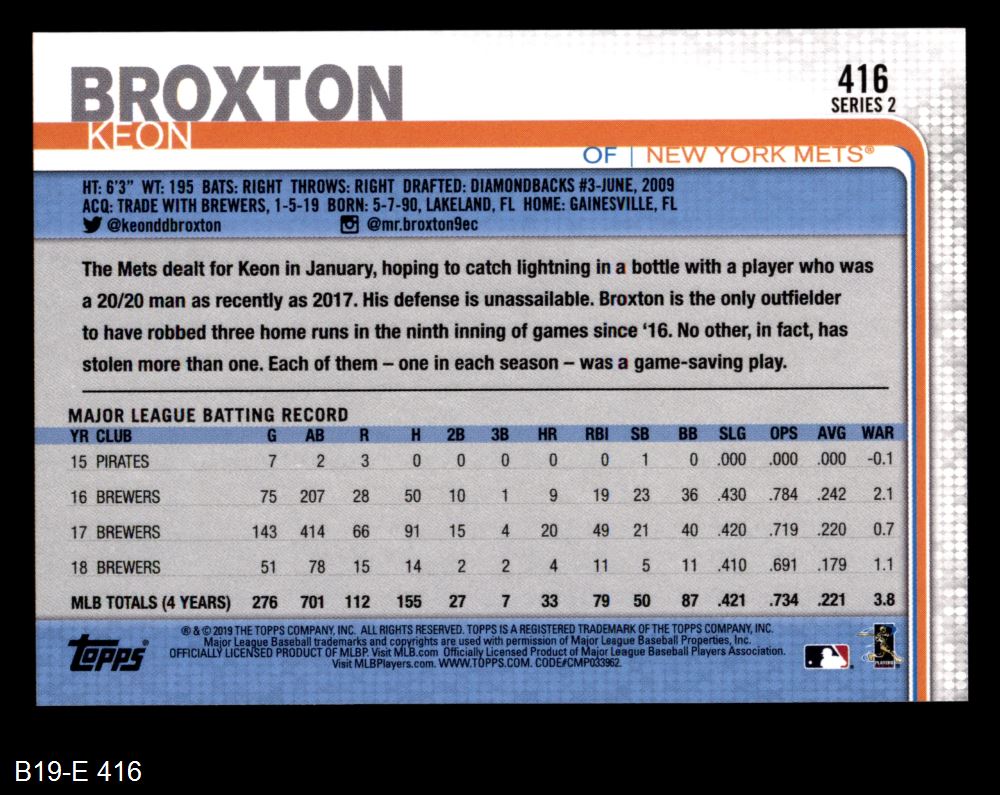 BROXTON
KEON
416
SERIES 2
OF | NEW YORK METS®
HT: 6'3" WT: 195 BATS: RIGHT THROWS: RIGHT DRAFTED: DIAMONDBACKS #3-JUNE, 2009
ACQ: TRADE WITH BREWERS, 1-5-19 BORN: 5-7-90, LAKELAND, FL HOME: GAINESVILLE, FL
@keonddbroxton @mr.broxton9ec
The Mets dealt for Keon in January, hoping to catch lightning in a bottle with a player who was
a 20/20 man as recently as 2017. His defense is unassailable. Broxton is the only outfielder
to have robbed three home runs in the ninth inning of games since ‘16. No other, in fact, has
stolen more than one. Each of them – one in each season – was a game-saving play.
MAJOR LEAGUE BATTING RECORD
YR CLUB G AB R H 2B 3B HR RBI SB BB SLG OPS AVG WAR
15 PIRATES 7 2 3 0 0 0 0 0 1 0 .000 .000 .000 -0.1
16 BREWERS 75 207 28 50 10 1 9 19 23 36 .430 .784 .242 2.1
17 BREWERS 143 414 66 91 15 4 20 49 21 40 .420 .719 .220 0.7
18 BREWERS 51 78 15 14 2 2 4 11 5 11 .410 .691 .179 1.1
MLB TOTALS (4 YEARS) 276 701 112 155 27 7 33 79 50 87 .421 .734 .221 3.8
Topps®
® & © 2019 THE TOPPS COMPANY, INC. ALL RIGHTS RESERVED. TOPPS IS A REGISTERED TRADEMARK OF THE TOPPS COMPANY, INC.
Major League Baseball trademarks and copyrights are used with permission of Major League Baseball Properties, Inc.
OFFICIALLY LICENSED PRODUCT OF MLBP. Visit MLB.com Officially Licensed Product of Major League Baseball Players Association.
Visit MLBPlayers.com. WWW.TOPPS.COM. CODE#CMP033962.
PLAYERS
B19-E 416